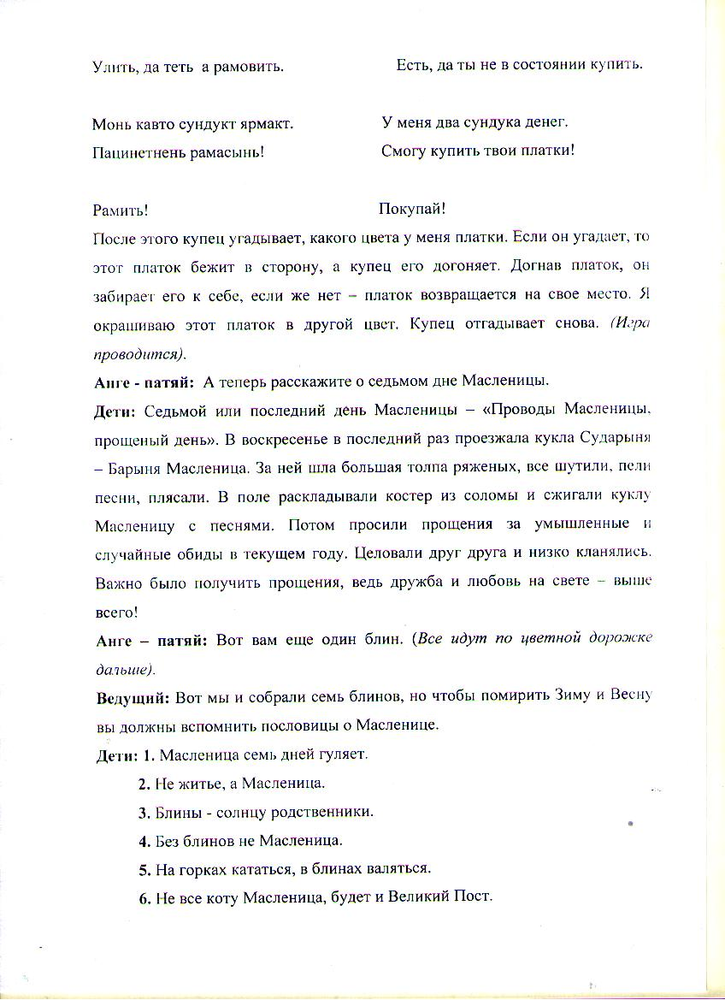 Улить, да теть а рамовить. Есть, да ты не в состоянии купить.
Монь кавто сундукт ярмакт. У меня два сундука денег.
Пацинетнень рамасынь! Смогу купить твои платки!
Рамить! Покупай!
После этого купец угадывает, какого цвета у меня платки. Если он угадает, то
этот платок бежит в сторону, а купец его догоняет. Догнав платок, он
забирает его к себе, если же нет – платок возвращается на свое место. Я
окрашиваю этот платок в другой цвет. Купец отгадывает снова. (Игра
проводится).
Анге - патяй: А теперь расскажите о седьмом дне Масленицы.
Дети: Седьмой или последний день Масленицы – «Проводы Масленицы,
прощеный день». В воскресенье в последний раз проезжала кукла Сударыня
– Барыня Масленица. За ней шла большая толпа ряженых, все шутили, пели
песни, плясали. В поле раскладывали костер из соломы и сжигали куклу
Масленицу с песнями. Потом просили прощения за умышленные и
случайные обиды в текущем году. Целовали друг друга и низко кланялись.
Важно было получить прощения, ведь дружба и любовь на свете – выше
всего!
Анге – патяй: Вот вам еще один блин. (Все идут по цветной дорожке
дальше).
Ведущий: Вот мы и собрали семь блинов, но чтобы помирить Зиму и Весну
вы должны вспомнить пословицы о Масленице.
Дети: 1. Масленица семь дней гуляет.
2. Не житье, а Масленица.
3. Блины - солнцу родственники.
4. Без блинов не Масленица.
5. На горках кататься, в блинах валяться.
6. Не все коту Масленица, будет и Великий Пост.